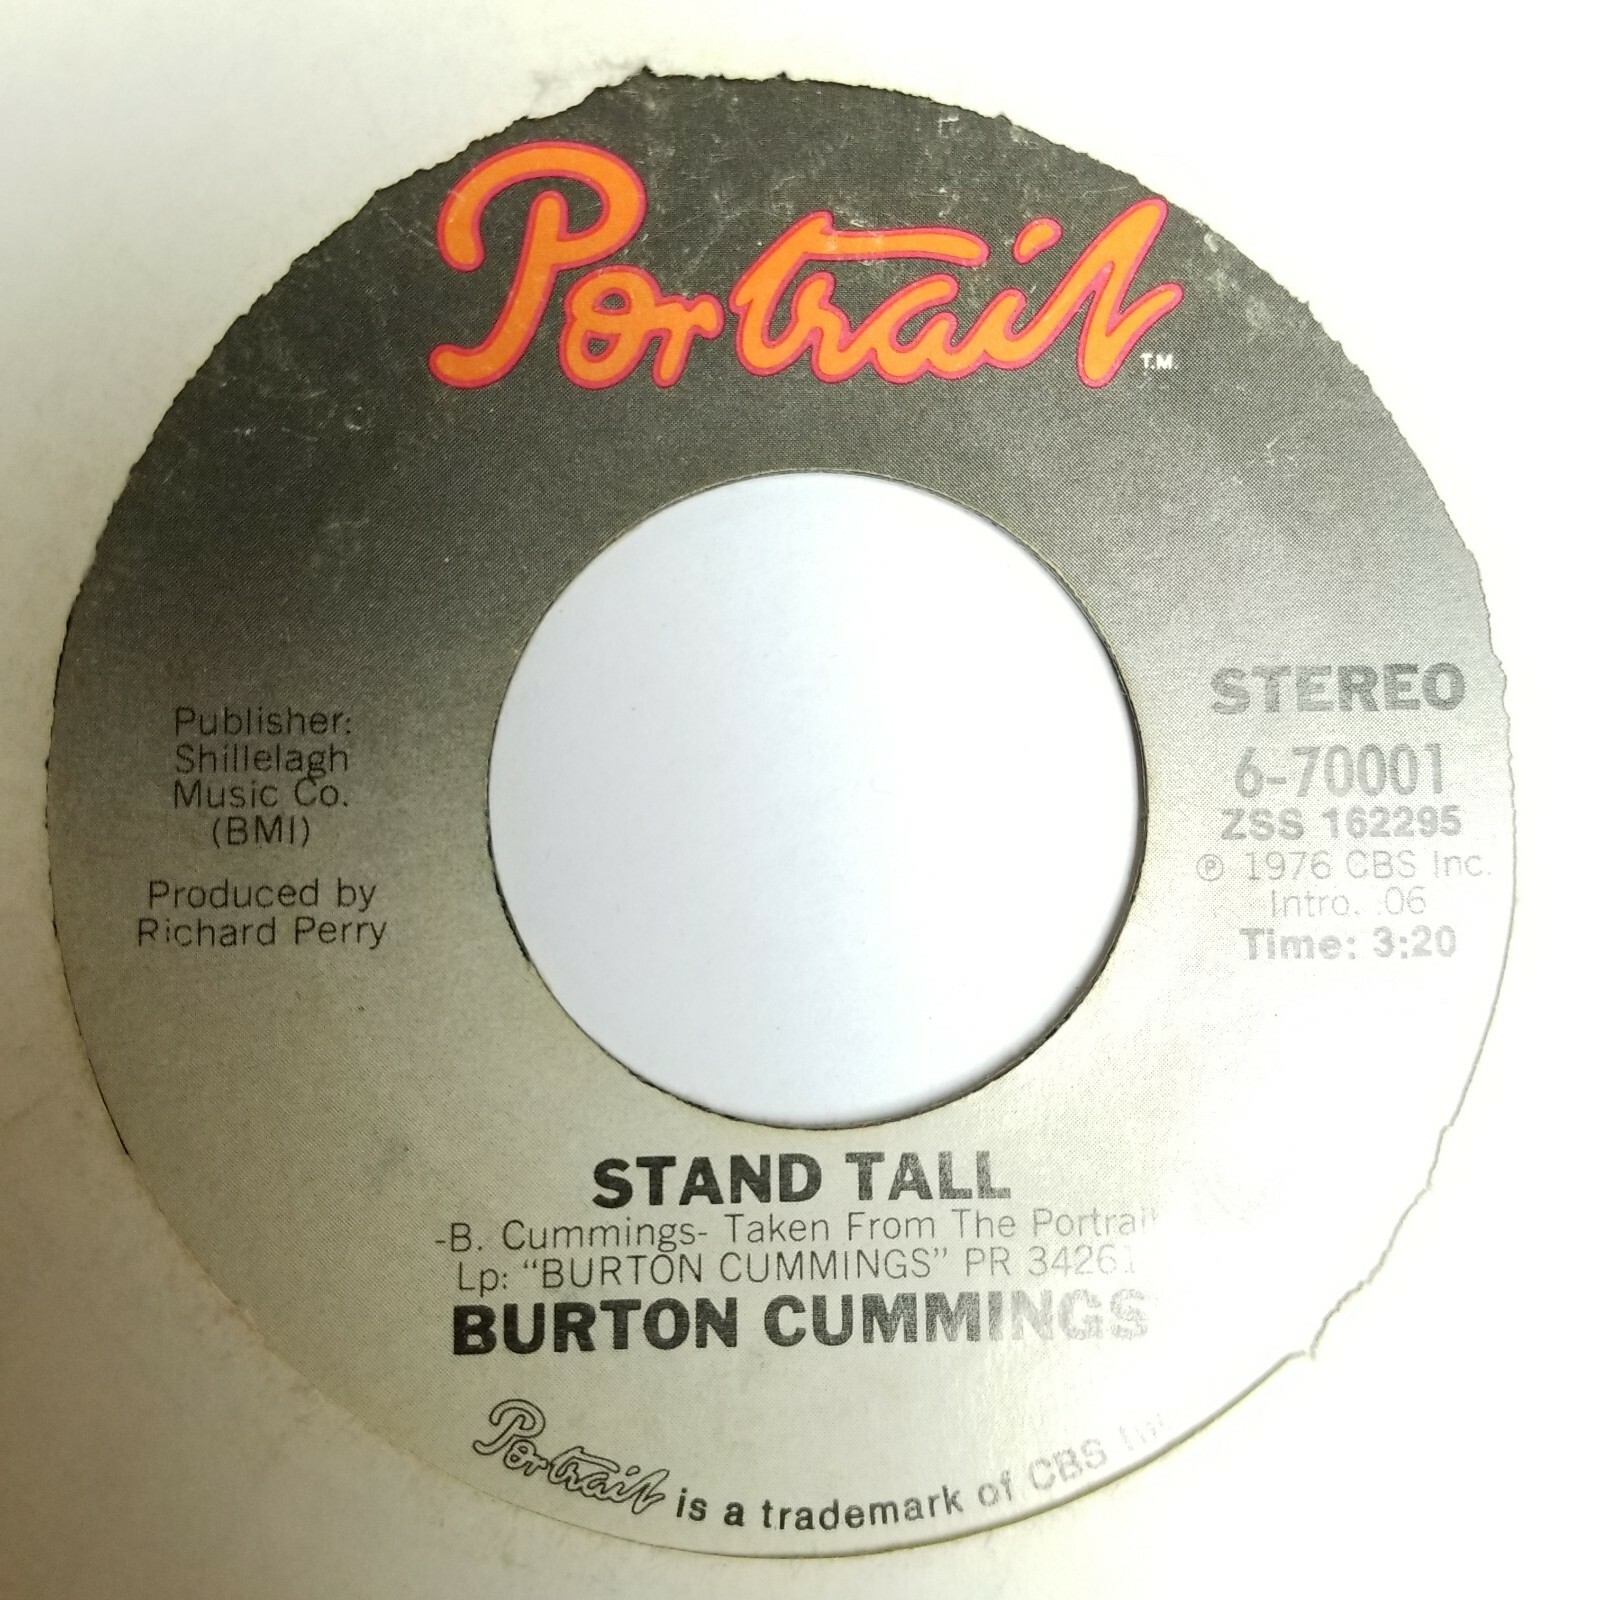 Portrait T.M.
Publisher:
Shillelagh
Music Co.
(BMI)
Produced by
Richard Perry
STEREO
6-70001
ZSS 162295
℗ 1976 CBS Inc.
Intro. :06
Time: 3:20
STAND TALL
-B. Cummings- Taken From The Portrait
Lp: "BURTON CUMMINGS" PR 34261
BURTON CUMMINGS
Portrait is a trademark of CBS Inc.